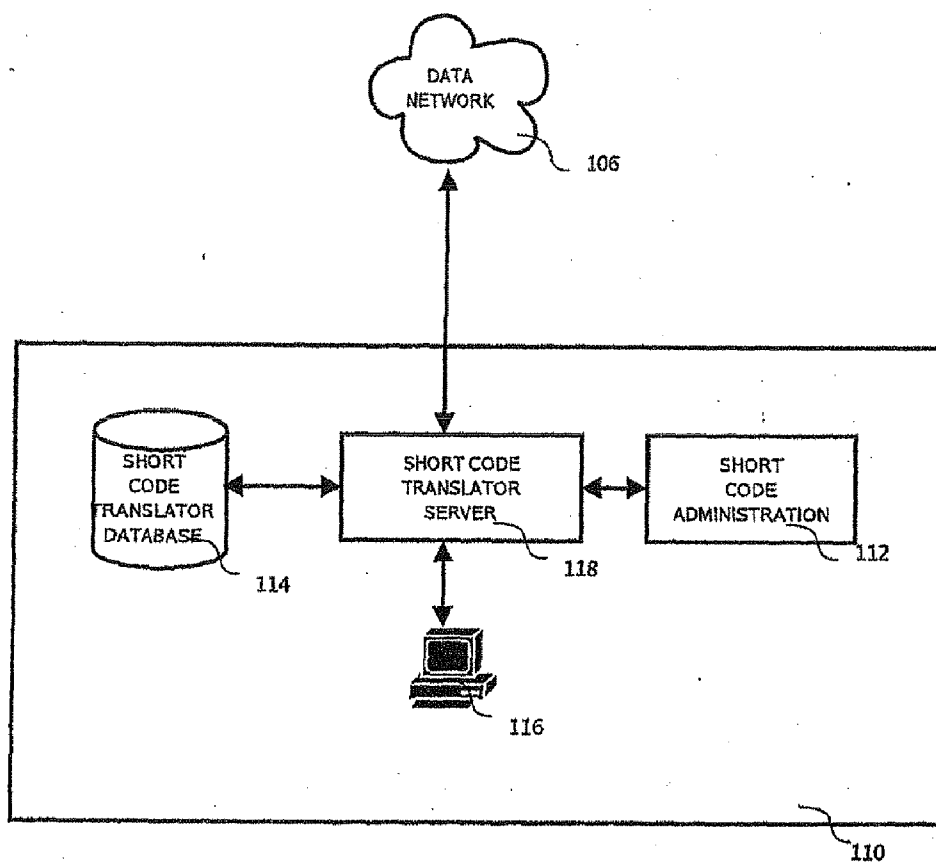 DATA
NETWORK
106
SHORT
CODE
TRANSLATOR
DATABASE
114
SHORT CODE
TRANSLATOR
SERVER
118
SHORT
CODE
ADMINISTRATION
112
116
110